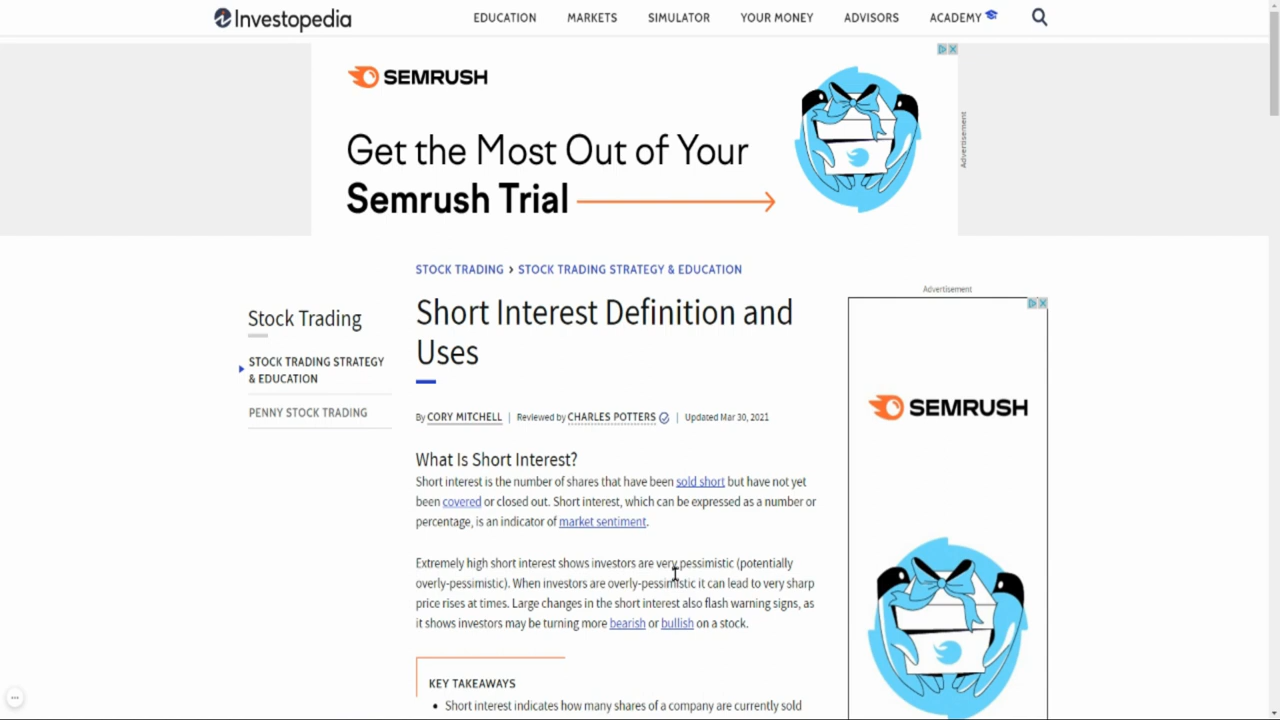 Investopedia
EDUCATION MARKETS SIMULATOR YOUR MONEY ADVISORS ACADEMY
SEMRUSH
Get the Most Out of Your
Semrush Trial
Advertisement
STOCK TRADING > STOCK TRADING STRATEGY & EDUCATION
Advertisement
Stock Trading
STOCK TRADING STRATEGY
& EDUCATION
PENNY STOCK TRADING
Short Interest Definition and
Uses
By CORY MITCHELL | Reviewed by CHARLES POTTERS | Updated Mar 30, 2021
What Is Short Interest?
Short interest is the number of shares that have been sold short but have not yet
been covered or closed out. Short interest, which can be expressed as a number or
percentage, is an indicator of market sentiment.
Extremely high short interest shows investors are very pessimistic (potentially
overly-pessimistic). When investors are overly-pessimistic it can lead to very sharp
price rises at times. Large changes in the short interest also flash warning signs, as
it shows investors may be turning more bearish or bullish on a stock.
KEY TAKEAWAYS
• Short interest indicates how many shares of a company are currently sold
SEMRUSH